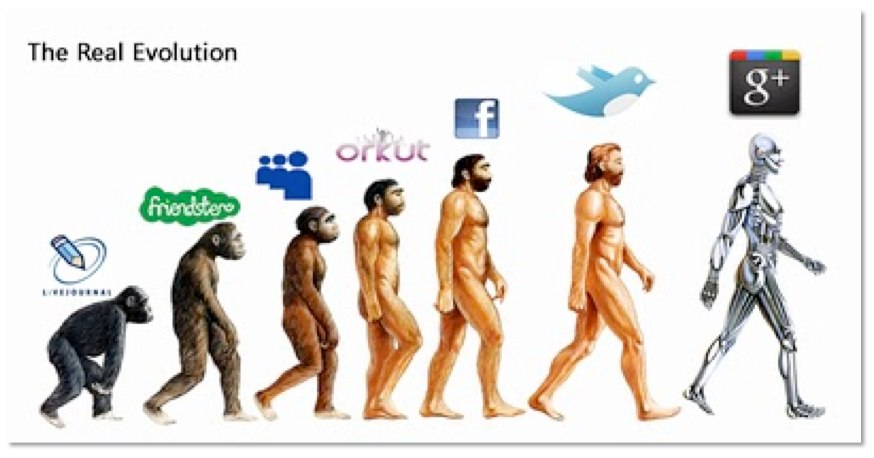 The Real Evolution
LiVEJOURNAL
friendster
orkut
f
g+